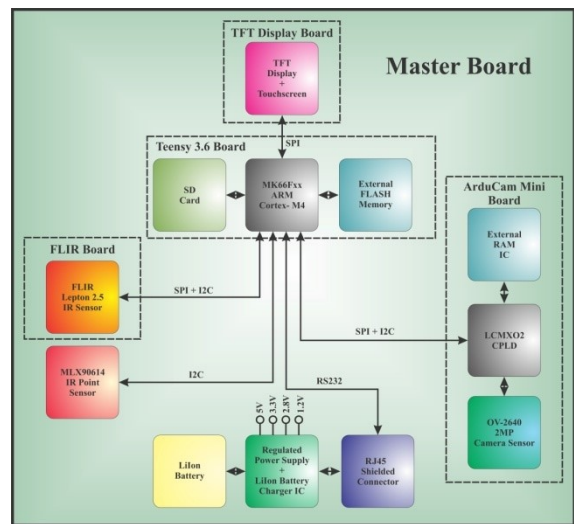 TFT Display Board
TFT
Display
+
Touchscreen
Master Board
SPI
Teensy 3.6 Board
SD
Card
MK66Fxx
ARM
Cortex- M4
External
FLASH
Memory
ArduCam Mini
Board
External
RAM
IC
FLIR Board
FLIR
Lepton 2.5
IR Sensor
SPI + I2C
SPI + I2C
LCMXO2
CPLD
MLX90614
IR Point
Sensor
I2C
RS232
OV-2640
2MP
Camera Sensor
5V
3.3V
2.8V
1.2V
LiIon
Battery
Regulated
Power Supply
+
LiIon Battery
Charger IC
RJ45
Shielded
Connector